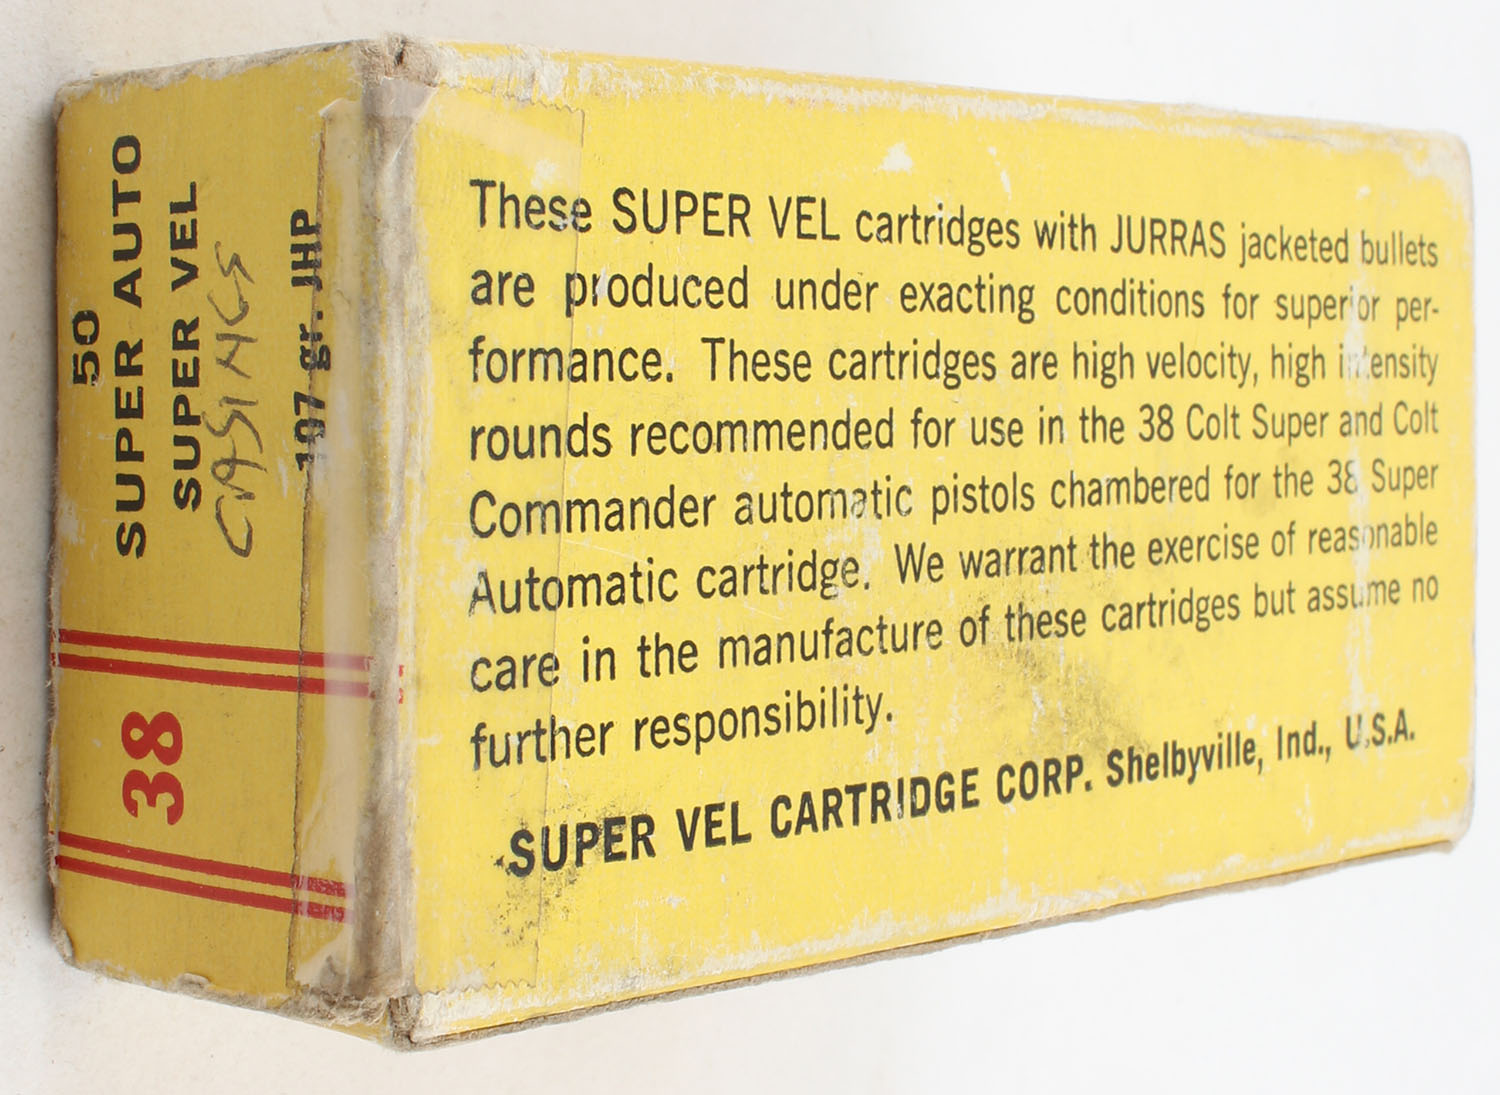 50
SUPER AUTO
SUPER VEL
CASINGS
107 gr. JHP
38
These SUPER VEL cartridges with JURRAS jacketed bullets
are produced under exacting conditions for superior per-
formance. These cartridges are high velocity, high intensity
rounds recommended for use in the 38 Colt Super and Colt
Commander automatic pistols chambered for the 38 Super
Automatic cartridge. We warrant the exercise of reasonable
care in the manufacture of these cartridges but assume no
further responsibility.
SUPER VEL CARTRIDGE CORP. Shelbyville, Ind., U.S.A.